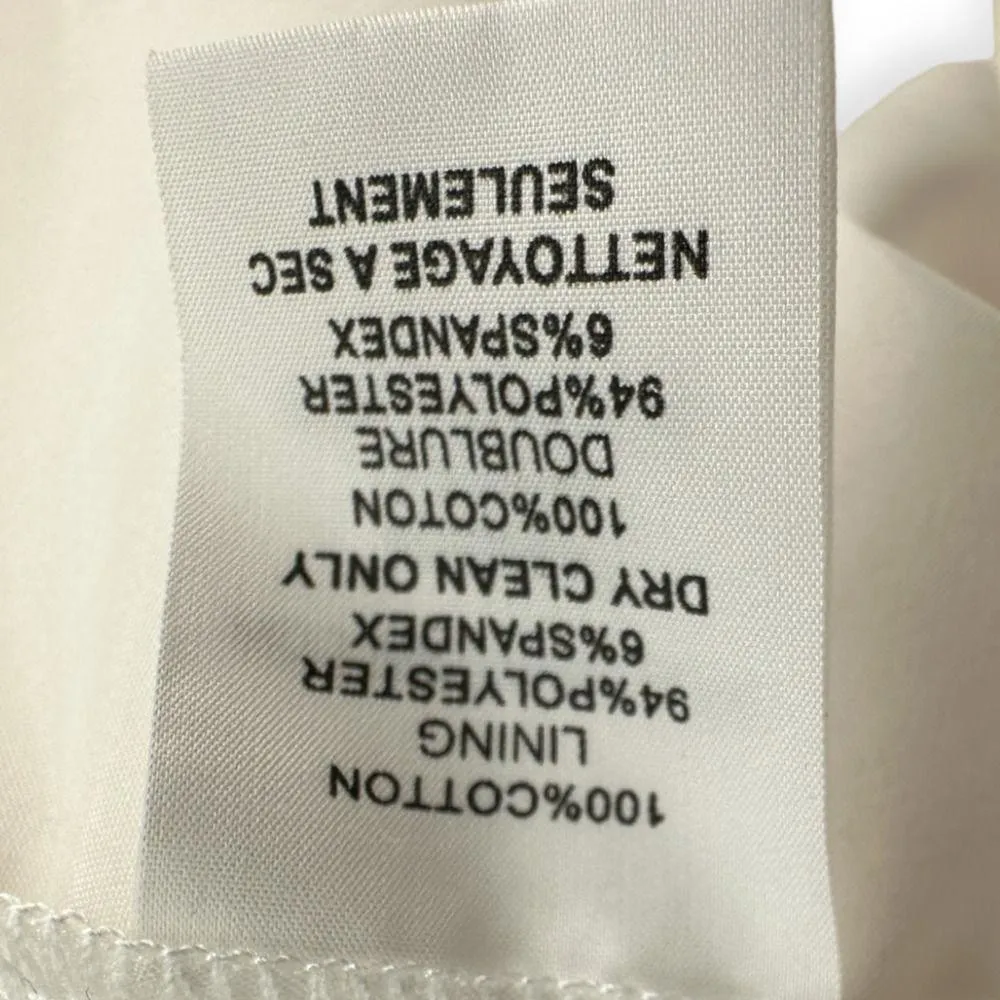 100%COTTON
LINING
94%POLYESTER
6%SPANDEX
DRY CLEAN ONLY
100%COTON
DOUBLURE
94%POLYESTER
6%SPANDEX
NETTOYAGE A SEC
SEULEMENT